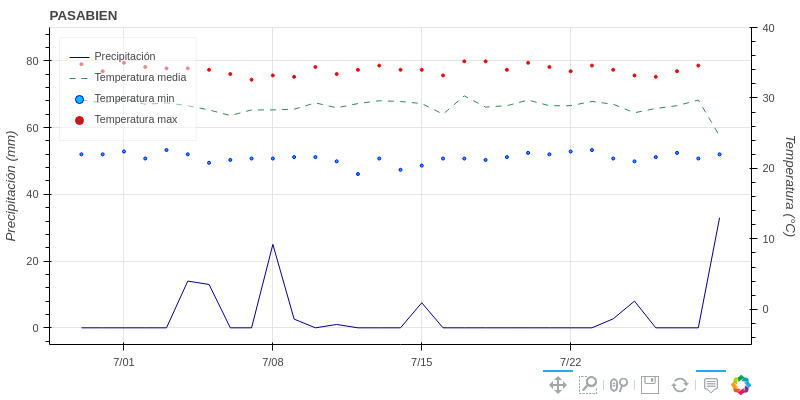 PASABIEN
Precipitación
Temperatura media
Temperatura min
Temperatura max
Precipitación (mm)
80
60
40
20
0
Temperatura (°C)
40
30
20
10
0
7/01
7/08
7/15
7/22